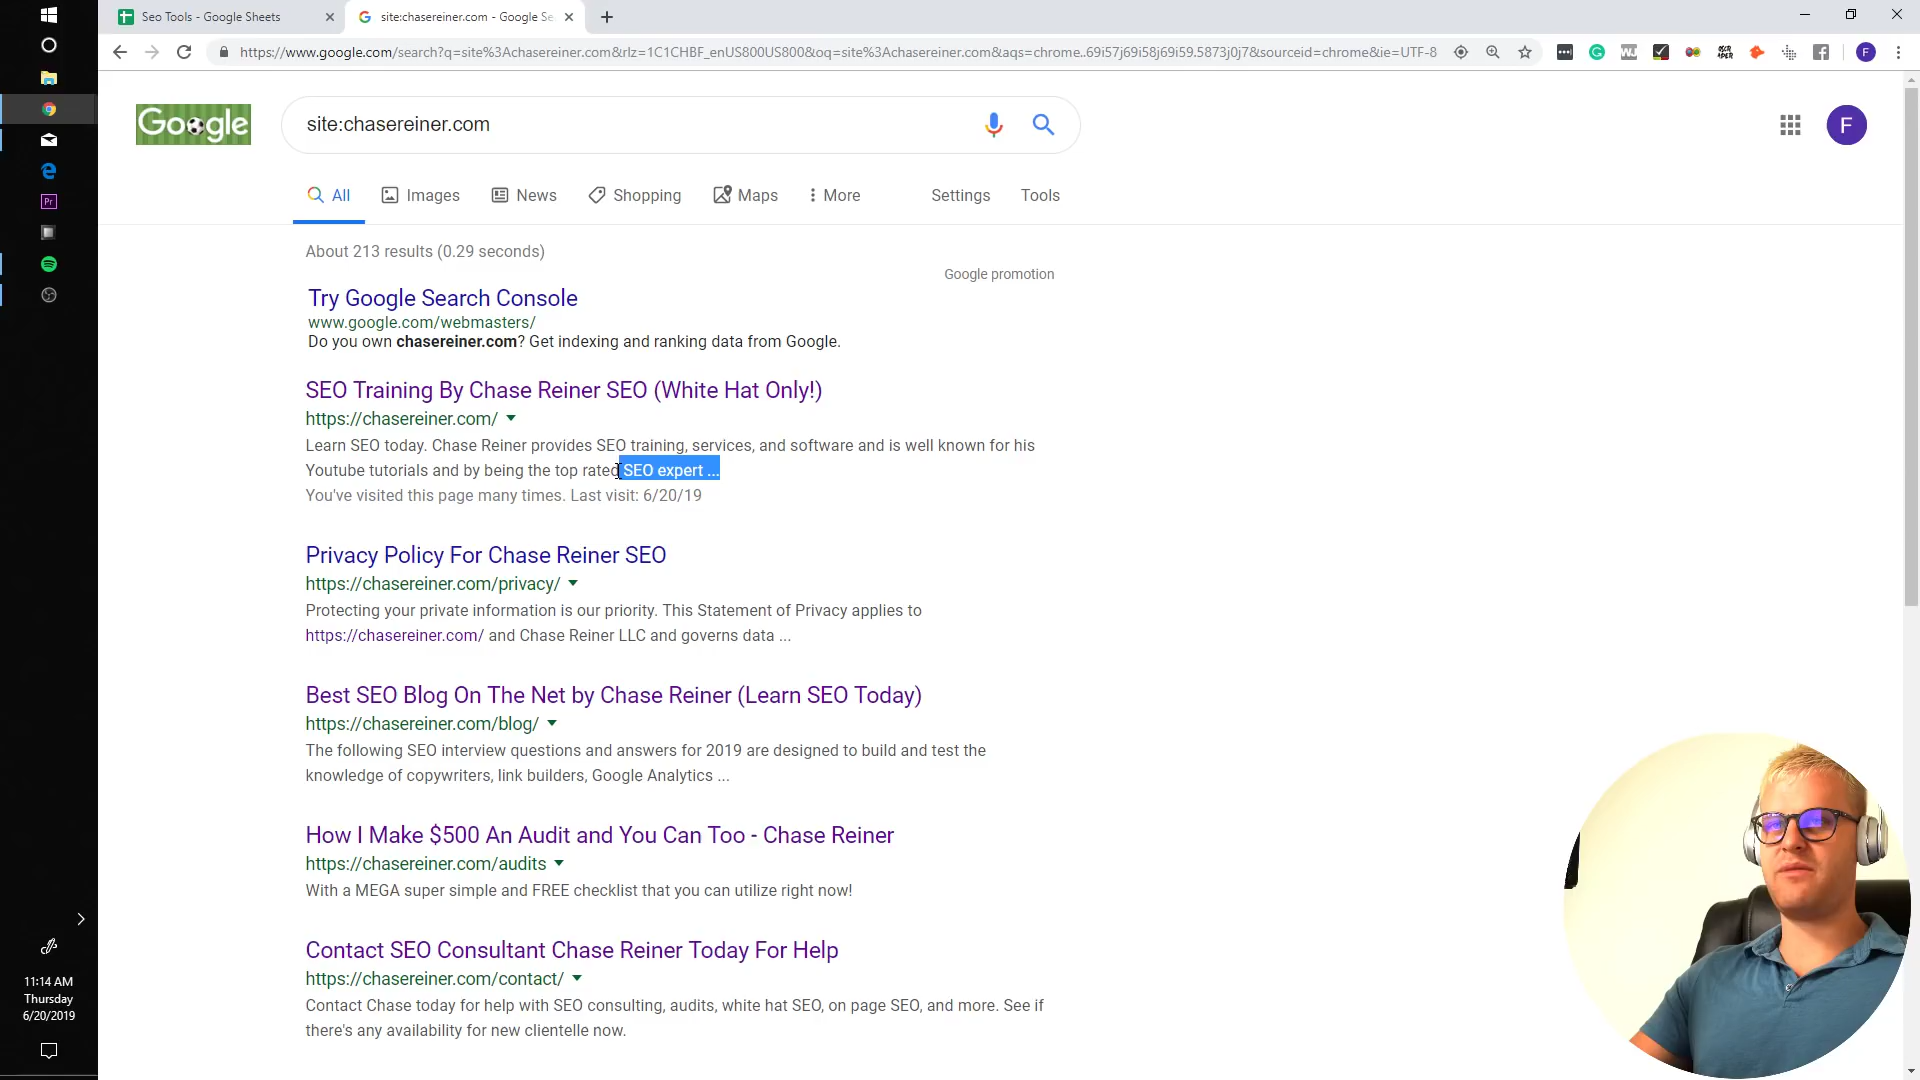 Seo Tools - Google Sheets
site:chasereiner.com - Google Se
https://www.google.com/search?q=site%3Achasereiner.com&rlz=1C1CHBF_enUS800US800&oq=site%3Achasereiner.com&aqs=chrome..69i57j69i58j69i59.5873j0j7&sourceid=chrome&ie=UTF-8
F
Google
site:chasereiner.com
F
All
Images
News
Shopping
Maps
More
Settings
Tools
About 213 results (0.29 seconds)
Google promotion
Try Google Search Console
www.google.com/webmasters/
Do you own chasereiner.com? Get indexing and ranking data from Google.
SEO Training By Chase Reiner SEO (White Hat Only!)
https://chasereiner.com/
Learn SEO today. Chase Reiner provides SEO training, services, and software and is well known for his
Youtube tutorials and by being the top rated SEO expert ...
You've visited this page many times. Last visit: 6/20/19
Privacy Policy For Chase Reiner SEO
https://chasereiner.com/privacy/
Protecting your private information is our priority. This Statement of Privacy applies to
https://chasereiner.com/ and Chase Reiner LLC and governs data ...
Best SEO Blog On The Net by Chase Reiner (Learn SEO Today)
https://chasereiner.com/blog/
The following SEO interview questions and answers for 2019 are designed to build and test the
knowledge of copywriters, link builders, Google Analytics ...
How I Make $500 An Audit and You Can Too - Chase Reiner
https://chasereiner.com/audits
With a MEGA super simple and FREE checklist that you can utilize right now!
Contact SEO Consultant Chase Reiner Today For Help
https://chasereiner.com/contact/
Contact Chase today for help with SEO consulting, audits, white hat SEO, on page SEO, and more. See if
there's any availability for new clientelle now.
Pr
11:14 AM
Thursday
6/20/2019